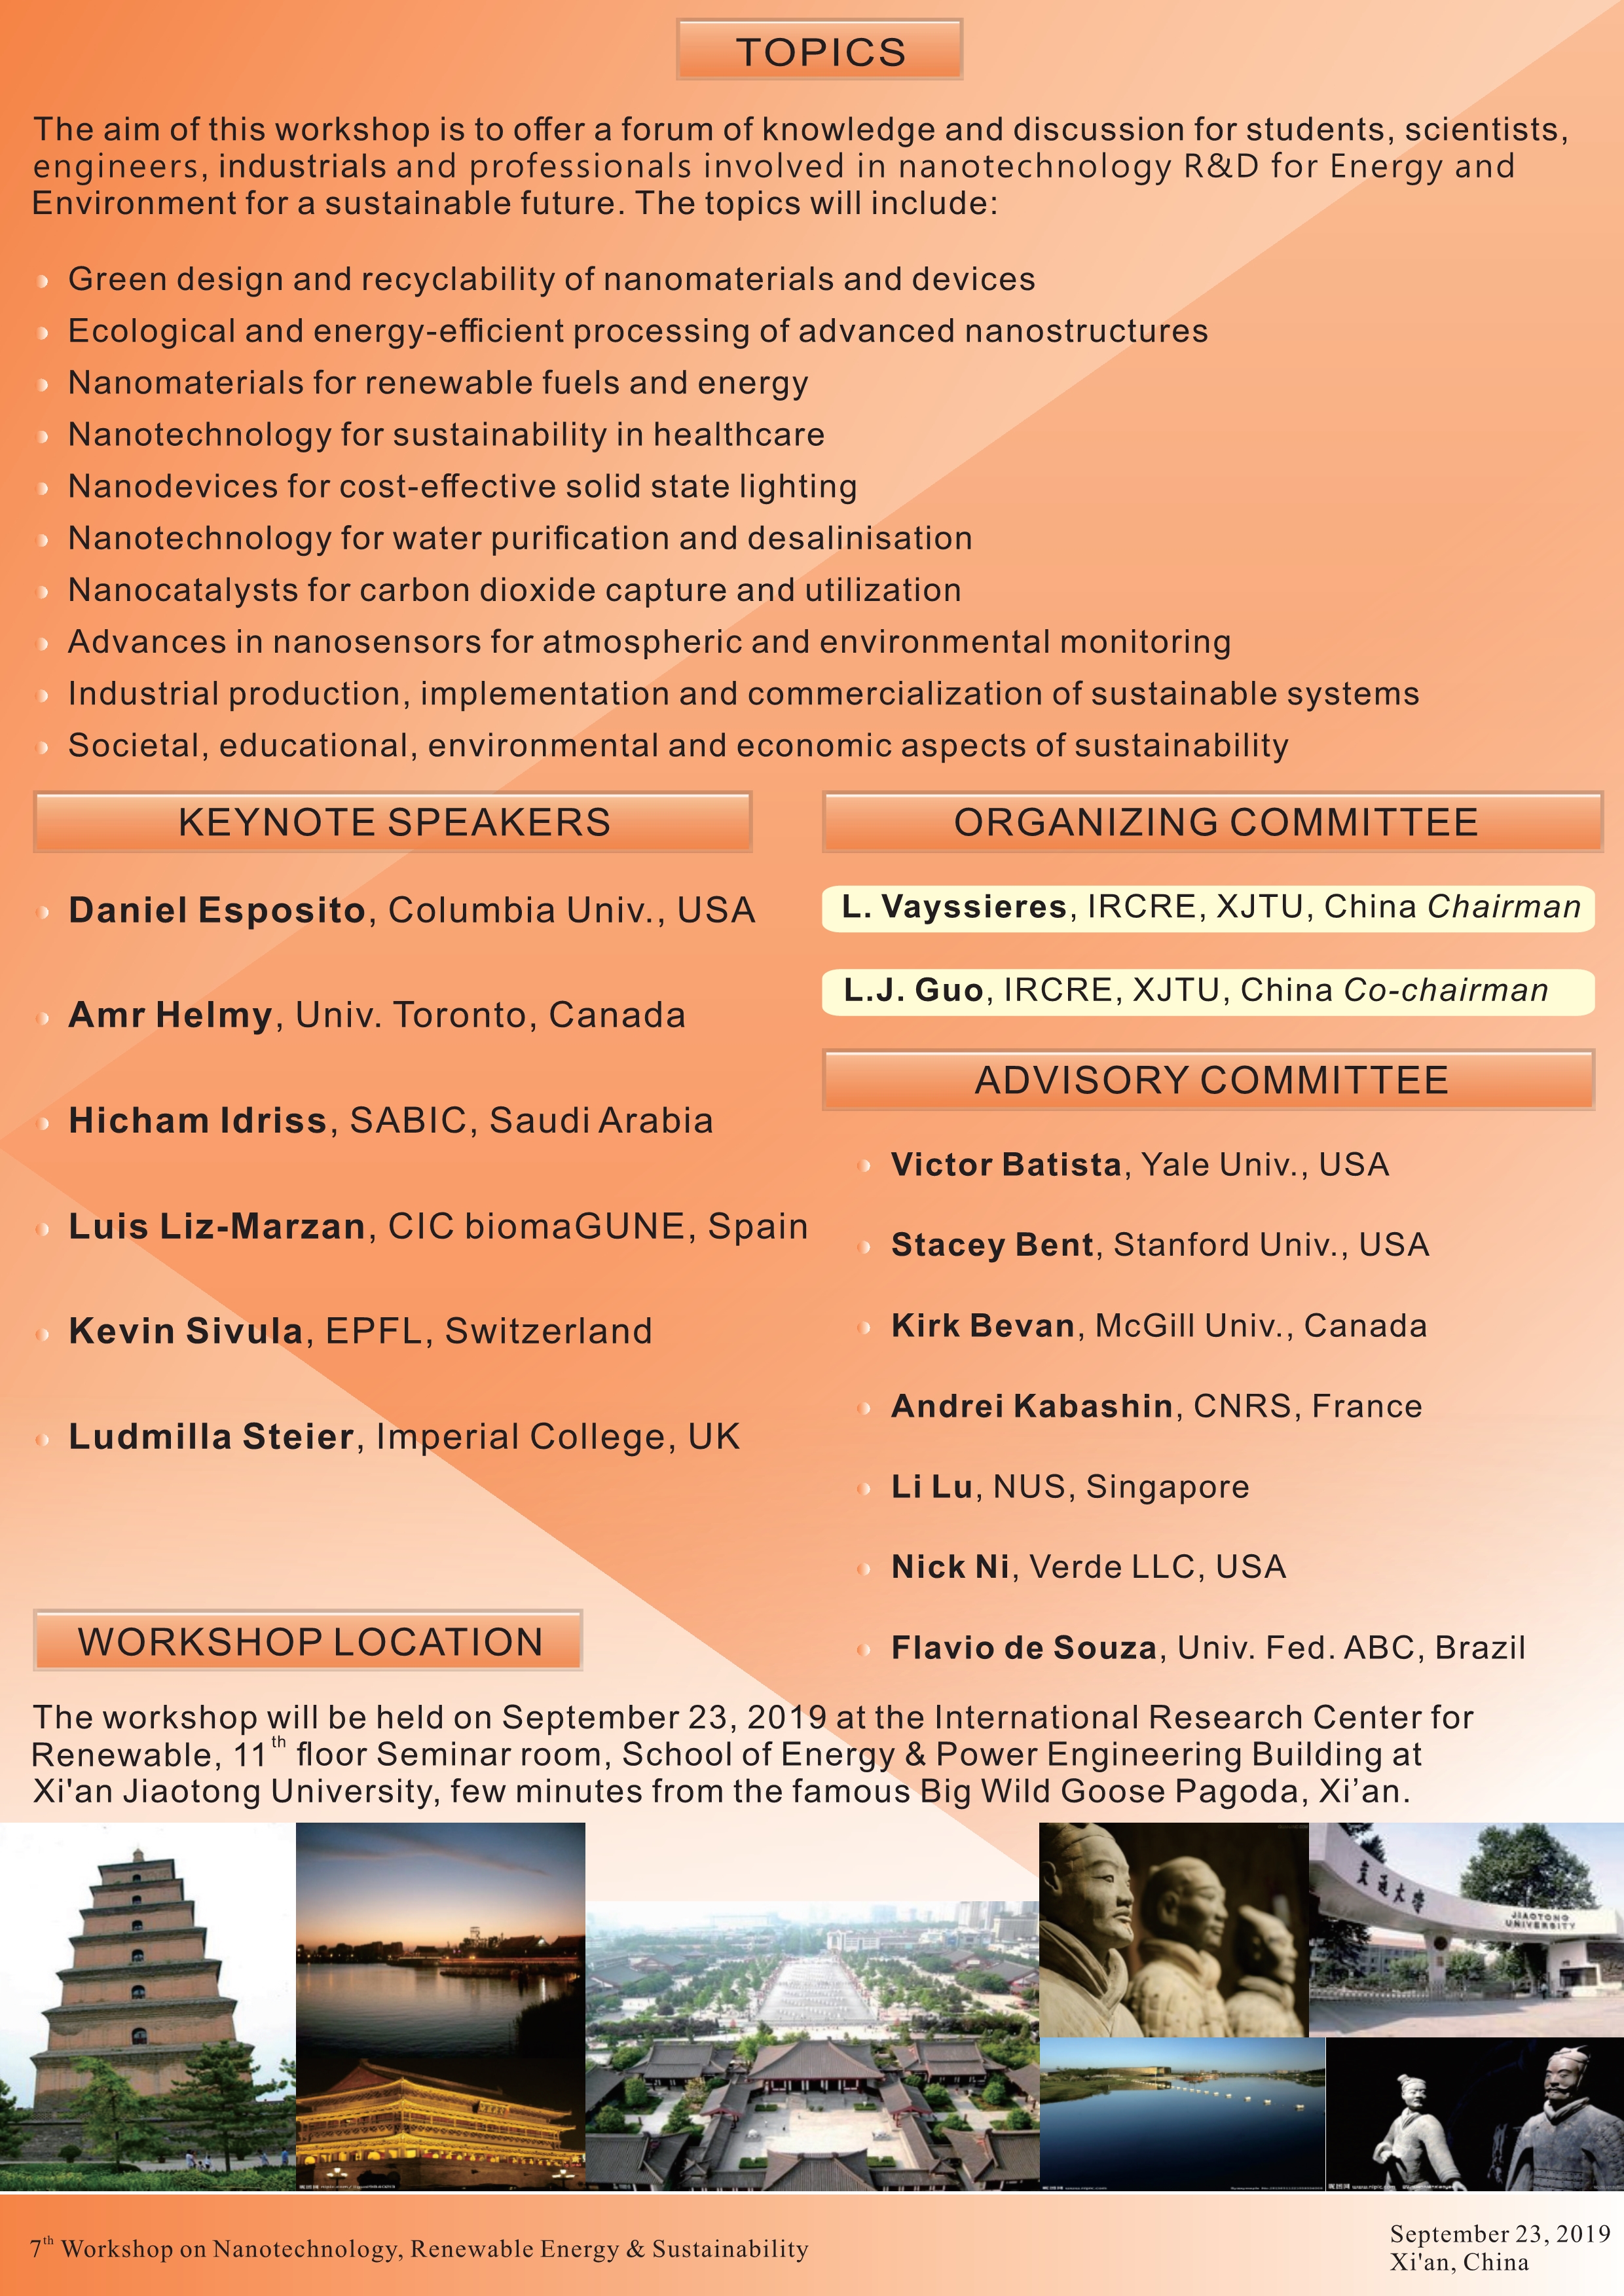 TOPICS
The aim of this workshop is to offer a forum of knowledge and discussion for students, scientists,
engineers, industrials and professionals involved in nanotechnology R&D for Energy and
Environment for a sustainable future. The topics will include:
Green design and recyclability of nanomaterials and devices
Ecological and energy-efficient processing of advanced nanostructures
Nanomaterials for renewable fuels and energy
Nanotechnology for sustainability in healthcare
Nanodevices for cost-effective solid state lighting
Nanotechnology for water purification and desalinisation
Nanocatalysts for carbon dioxide capture and utilization
Advances in nanosensors for atmospheric and environmental monitoring
Industrial production, implementation and commercialization of sustainable systems
Societal, educational, environmental and economic aspects of sustainability
KEYNOTE SPEAKERS
Daniel Esposito, Columbia Univ., USA
Amr Helmy, Univ. Toronto, Canada
Hicham Idriss, SABIC, Saudi Arabia
Luis Liz-Marzan, CIC biomaGUNE, Spain
Kevin Sivula, EPFL, Switzerland
Ludmilla Steier, Imperial College, UK
ORGANIZING COMMITTEE
L. Vayssieres, IRCRE, XJTU, China Chairman
L.J. Guo, IRCRE, XJTU, China Co-chairman
ADVISORY COMMITTEE
Victor Batista, Yale Univ., USA
Stacey Bent, Stanford Univ., USA
Kirk Bevan, McGill Univ., Canada
Andrei Kabashin, CNRS, France
Li Lu, NUS, Singapore
Nick Ni, Verde LLC, USA
Flavio de Souza, Univ. Fed. ABC, Brazil
WORKSHOP LOCATION
The workshop will be held on September 23, 2019 at the International Research Center for
Renewable, 11th floor Seminar room, School of Energy & Power Engineering Building at
Xi'an Jiaotong University, few minutes from the famous Big Wild Goose Pagoda, Xi’an.
交通大学
JIAOTONG
UNIVERSITY
7th Workshop on Nanotechnology, Renewable Energy & Sustainability
September 23, 2019
Xi'an, China